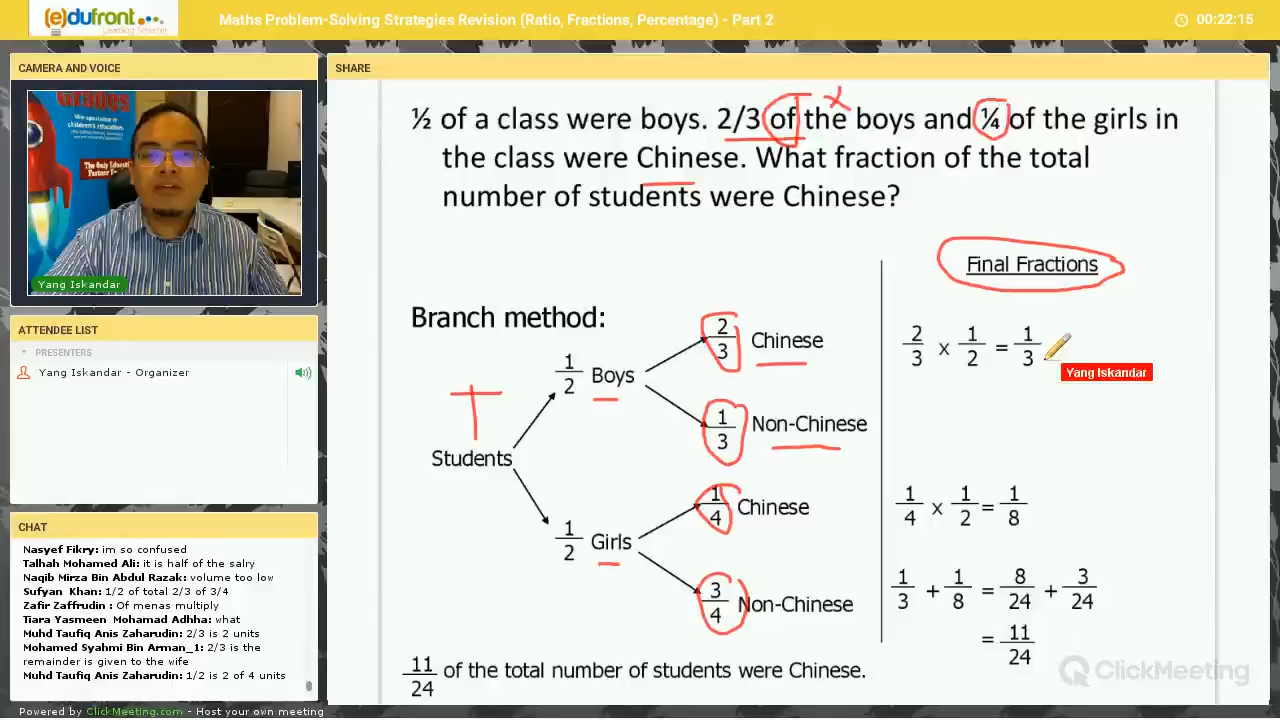 (e)dufront
Learning Smarter
Maths Problem-Solving Strategies Revision (Ratio, Fractions, Percentage) - Part 2
00:22:15
CAMERA AND VOICE
Grades
We specialise in children's education.
Yang Iskandar
ATTENDEE LIST
PRESENTERS
Yang Iskandar - Organizer
CHAT
Nasyef Fikry: im so confused
Talhah Mohamed Ali: it is half of the salry
Naqib Mirza Bin Abdul Razak: volume too low
Sufyan Khan: 1/2 of total 2/3 of 3/4
Zafir Zaffrudin : Of menas multiply
Tiara Yasmeen Mohamad Adhha: what
Muhd Taufiq Anis Zaharudin: 2/3 is 2 units
Mohamed Syahmi Bin Arman_1: 2/3 is the
remainder is given to the wife
Muhd Taufiq Anis Zaharudin: 1/2 is 2 of 4 units
SHARE
x
½ of a class were boys. 2/3 of the boys and ¼ of the girls in
the class were Chinese. What fraction of the total
number of students were Chinese?
Branch method:
T
Students
1/2 Boys
2/3 Chinese
1/3 Non-Chinese
1/2 Girls
1/4 Chinese
3/4 Non-Chinese
11/24 of the total number of students were Chinese.
Final Fractions
2/3 x 1/2 = 1/3
Yang Iskandar
1/4 x 1/2 = 1/8
1/3 + 1/8 = 8/24 + 3/24
= 11/24
ClickMeeting
Powered by ClickMeeting.com - Host your own meeting